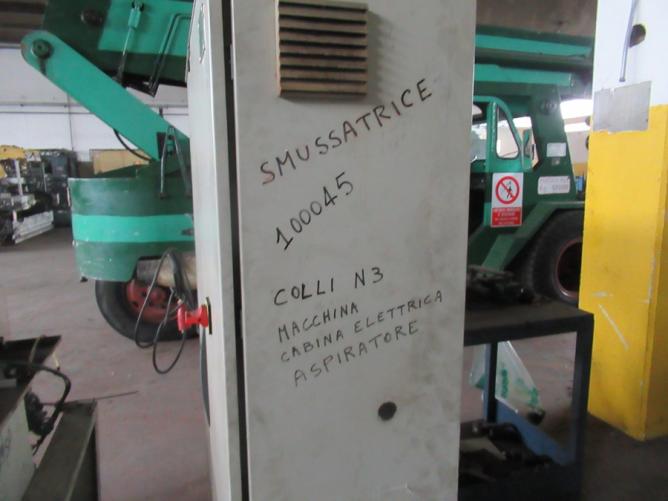 SMUSSATRICE
100045
COLLI N3
MACCHINA
CABINA ELETTRICA
ASPIRATORE